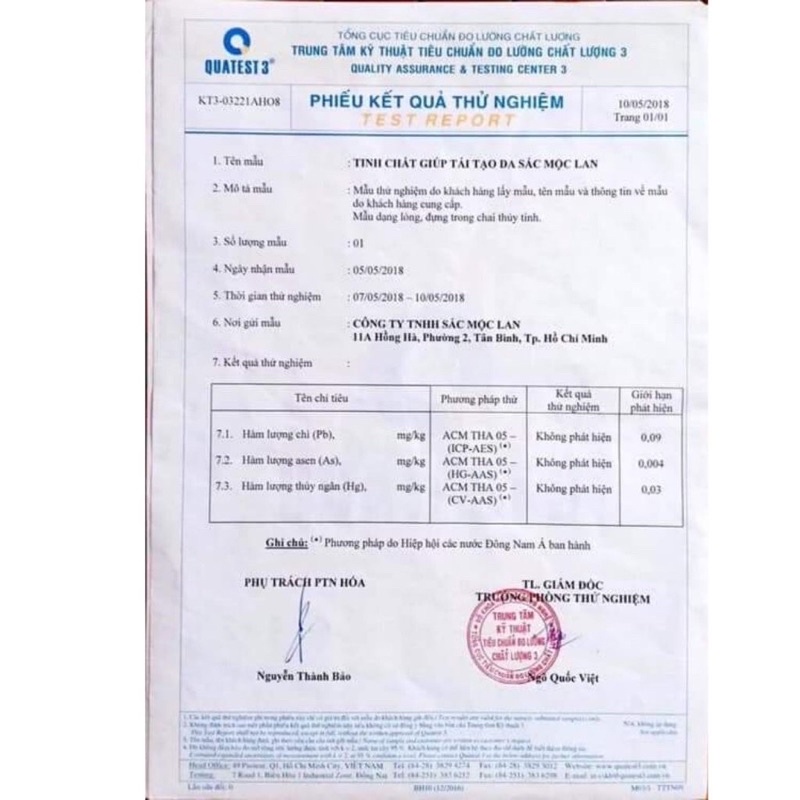 TỔNG CỤC TIÊU CHUẨN ĐO LƯỜNG CHẤT LƯỢNG
TRUNG TÂM KỸ THUẬT TIÊU CHUẨN ĐO LƯỜNG CHẤT LƯỢNG 3
QUALITY ASSURANCE & TESTING CENTER 3
QUATEST 3®
KT3-03221AHO8
PHIẾU KẾT QUẢ THỬ NGHIỆM
TEST REPORT
10/05/2018
Trang 01/01
1. Tên mẫu : TINH CHẤT GIÚP TÁI TẠO DA SẮC MỘC LAN
2. Mô tả mẫu : Mẫu thử nghiệm do khách hàng lấy mẫu, tên mẫu và thông tin về mẫu
do khách hàng cung cấp.
Mẫu dạng lỏng, đựng trong chai thủy tinh.
3. Số lượng mẫu : 01
4. Ngày nhận mẫu : 05/05/2018
5. Thời gian thử nghiệm : 07/05/2018 – 10/05/2018
6. Nơi gửi mẫu : CÔNG TY TNHH SẮC MỘC LAN
11A Hồng Hà, Phường 2, Tân Bình, Tp. Hồ Chí Minh
7. Kết quả thử nghiệm :
Tên chỉ tiêu Phương pháp thử Kết quả thử nghiệm Giới hạn phát hiện
7.1. Hàm lượng chì (Pb), mg/kg ACM THA 05 – (ICP-AES) (*) Không phát hiện 0,09
7.2. Hàm lượng asen (As), mg/kg ACM THA 05 – (HG-AAS) (*) Không phát hiện 0,004
7.3. Hàm lượng thủy ngân (Hg), mg/kg ACM THA 05 – (CV-AAS) (*) Không phát hiện 0,03
Ghi chú: (*) Phương pháp do Hiệp hội các nước Đông Nam Á ban hành
PHỤ TRÁCH PTN HÓA
TL. GIÁM ĐỐC
TRƯỞNG PHÒNG THỬ NGHIỆM
TRUNG TÂM
KỸ THUẬT
TIÊU CHUẨN ĐO LƯỜNG
CHẤT LƯỢNG 3
Nguyễn Thành Bảo
Ngô Quốc Việt